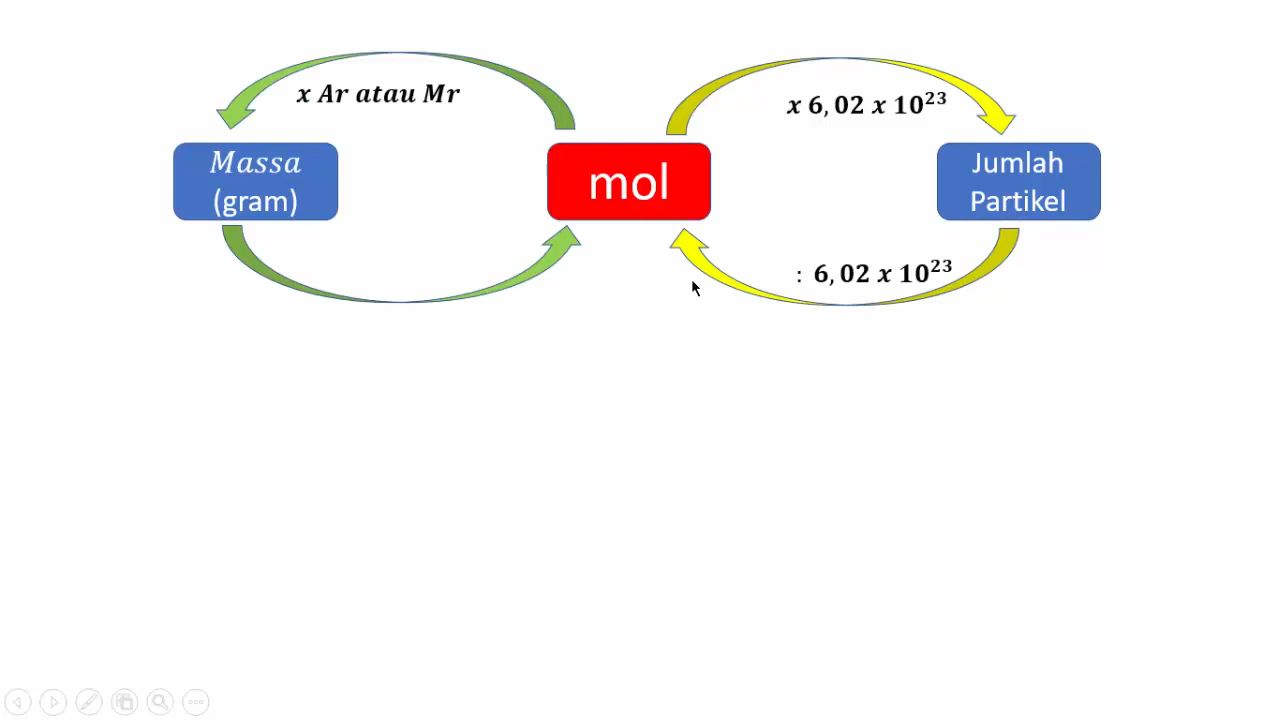 x Ar atau Mr
x 6,02 x 10²³
Massa
(gram)
mol
Jumlah
Partikel
: 6,02 x 10²³